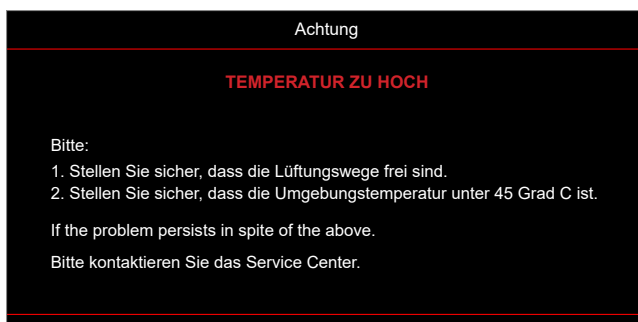 Achtung
TEMPERATUR ZU HOCH
Bitte:
1. Stellen Sie sicher, dass die Lüftungswege frei sind.
2. Stellen Sie sicher, dass die Umgebungstemperatur unter 45 Grad C ist.
If the problem persists in spite of the above.
Bitte kontaktieren Sie das Service Center.